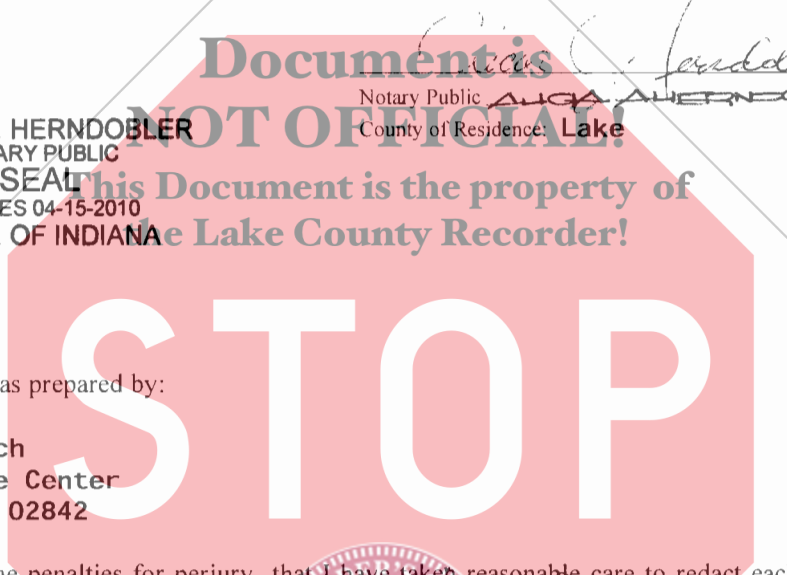 Document is
NOT OFFICIAL!
This Document is the property of
the Lake County Recorder!
Notary Public
County of Residence: Lake
HERNDOBLER
ARY PUBLIC
SEAL
ES 04-15-2010
OF INDIANA
STOP
as prepared by:
ch
e Center
02842
he penalties for perjury, that I have taken reasonable care to redact eac